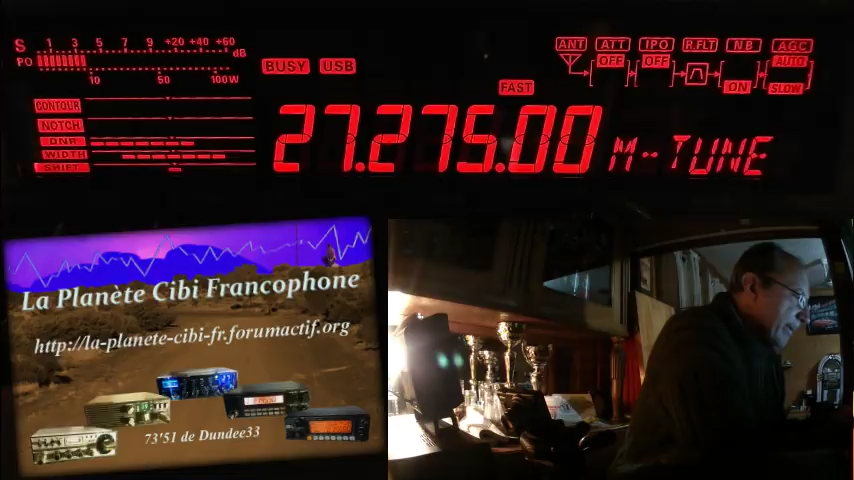 S 1 3 5 7 9 +20 +40 +60 dB
PO 10 50 100W
BUSY USB
ANT ATT IPO R.FLT NB AGC
OFF OFF AUTO
ON SLOW
FAST
CONTOUR
NOTCH
DNR
WIDTH
SHIFT
27.275.00 M-TUNE
La Planète Cibi Francophone
http://la-planete-cibi-fr.forumactif.org
73'51 de Dundee33